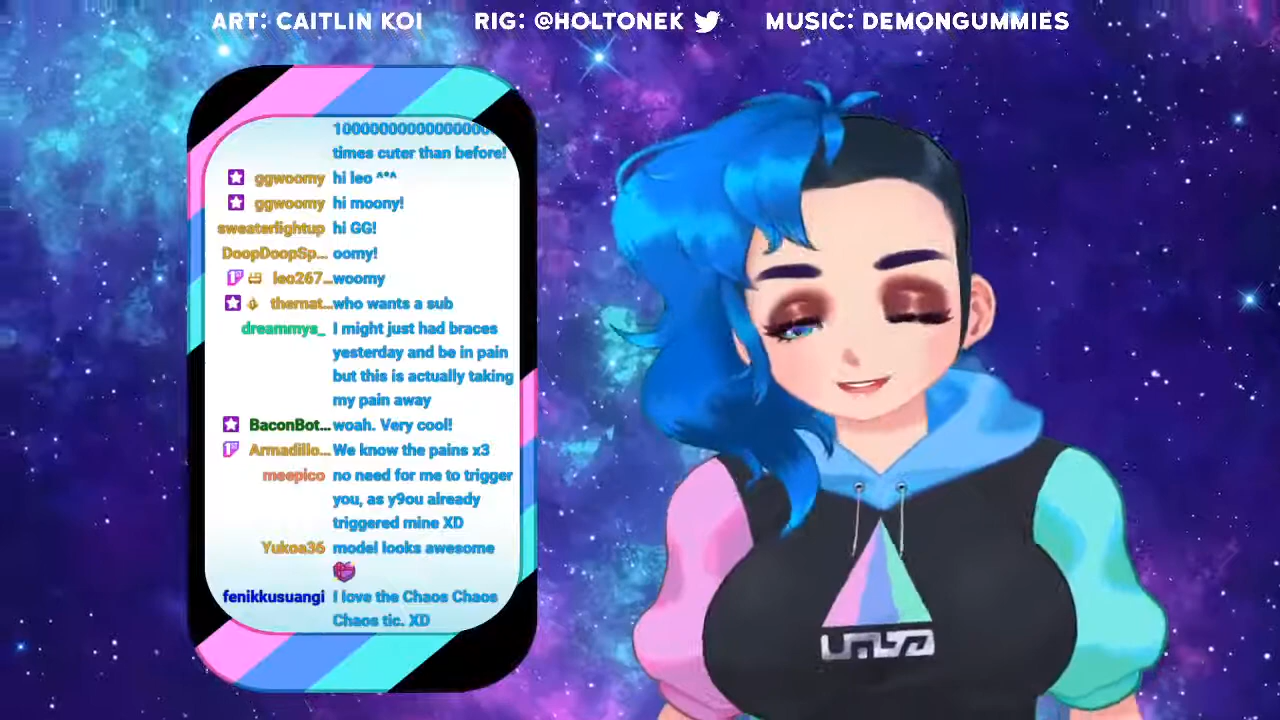 ART: CAITLIN KOI RIG: @HOLTONEK MUSIC: DEMONGUMMIES
times cuter than before!
ggwoomy hi leo ^*^
ggwoomy hi moony!
sweaterlightup hi GG!
DoopDoopSp... oomy!
leo267... woomy
themat... who wants a sub
dreammys_ I might just had braces
yesterday and be in pain
but this is actually taking
my pain away
BaconBot... woah. Very cool!
Armadillo... We know the pains x3
meepico no need for me to trigger
you, as y9ou already
triggered mine XD
Yukoa36 model looks awesome
fenikkusuangi I love the Chaos Chaos
Chaos tic. XD